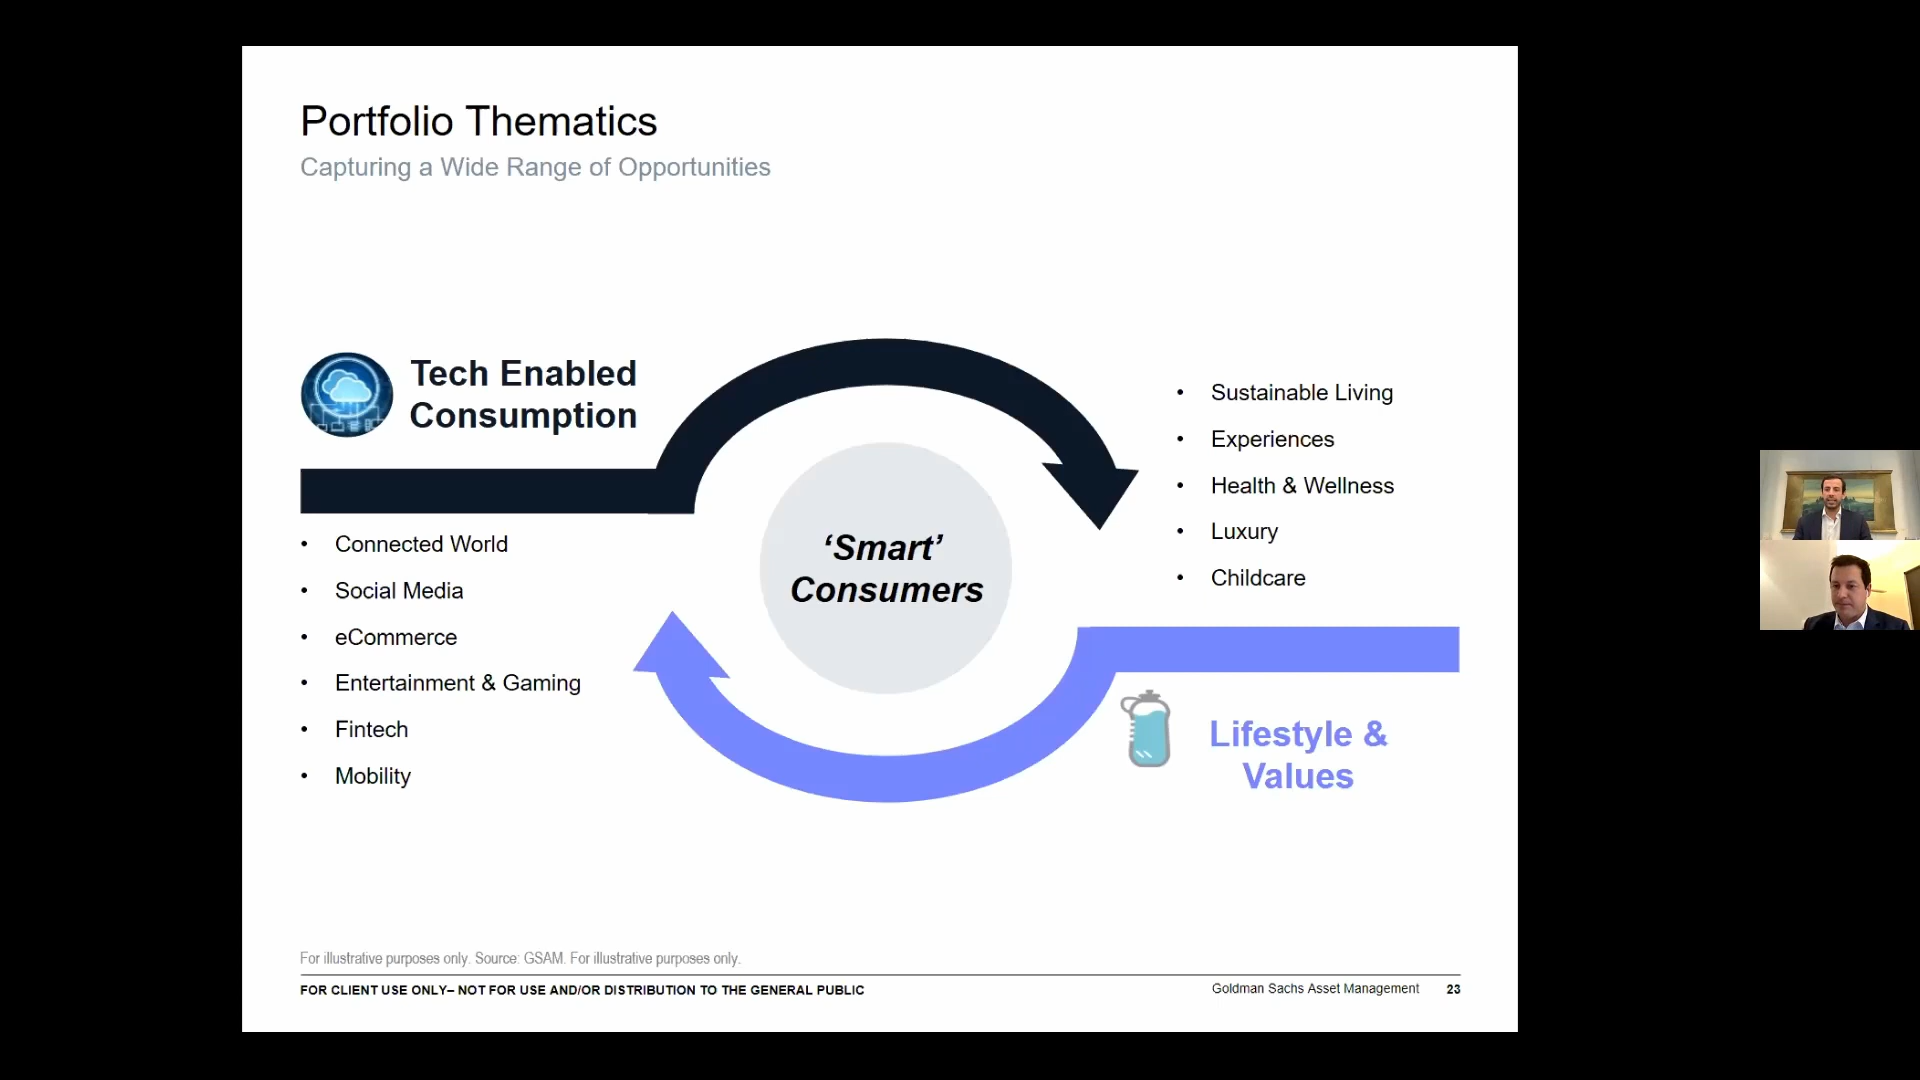 Portfolio Thematics
Capturing a Wide Range of Opportunities
Tech Enabled
Consumption
• Connected World
• Social Media
• eCommerce
• Entertainment & Gaming
• Fintech
• Mobility
‘Smart’
Consumers
• Sustainable Living
• Experiences
• Health & Wellness
• Luxury
• Childcare
Lifestyle &
Values
For illustrative purposes only. Source: GSAM. For illustrative purposes only.
FOR CLIENT USE ONLY– NOT FOR USE AND/OR DISTRIBUTION TO THE GENERAL PUBLIC
Goldman Sachs Asset Management 23